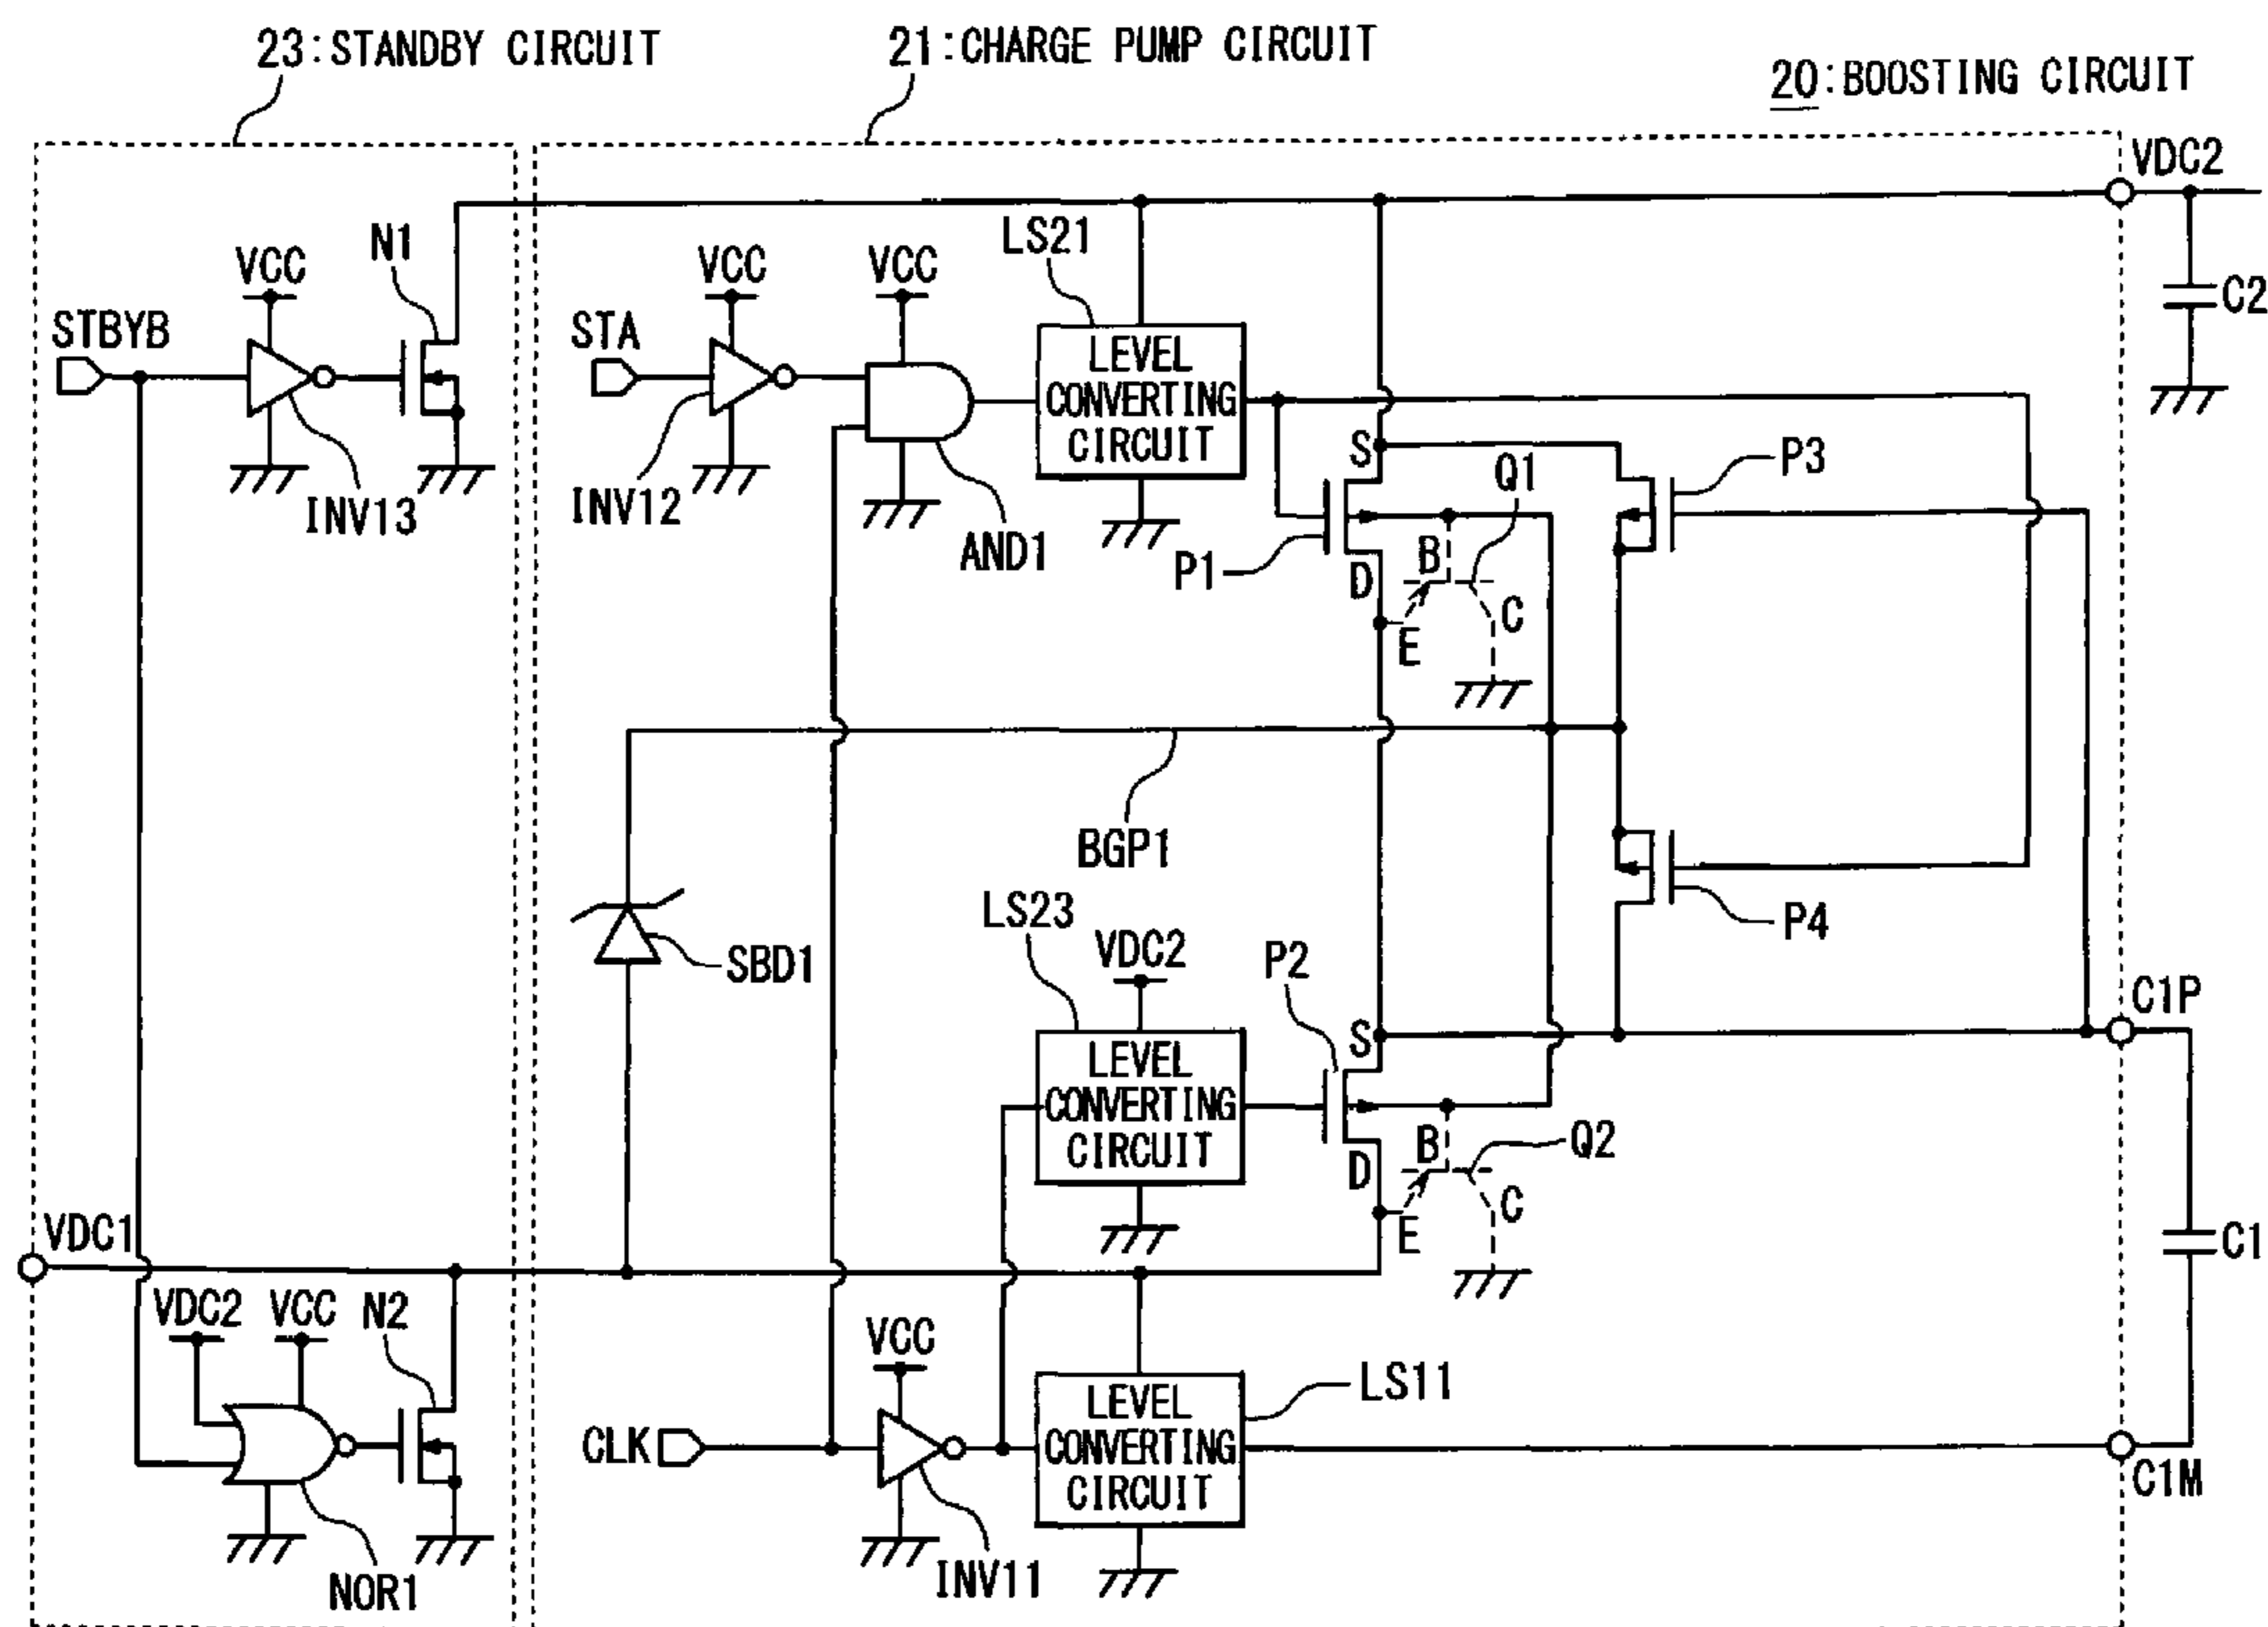 23:STANDBY CIRCUIT
21:CHARGE PUMP CIRCUIT
20:BOOSTING CIRCUIT
VDC2
N1
VCC
STBYB
INV13
VCC
VCC
STA
INV12
AND1
LS21
LEVEL
CONVERTING
CIRCUIT
C2
S
P1
D
B
E
C
Q1
P3
BGP1
SBD1
LS23
VDC2
LEVEL
CONVERTING
CIRCUIT
P2
P4
S
D
B
E
C
Q2
C1P
C1
VDC1
VDC2
VCC
N2
NOR1
VCC
CLK
INV11
LEVEL
CONVERTING
CIRCUIT
LS11
C1M